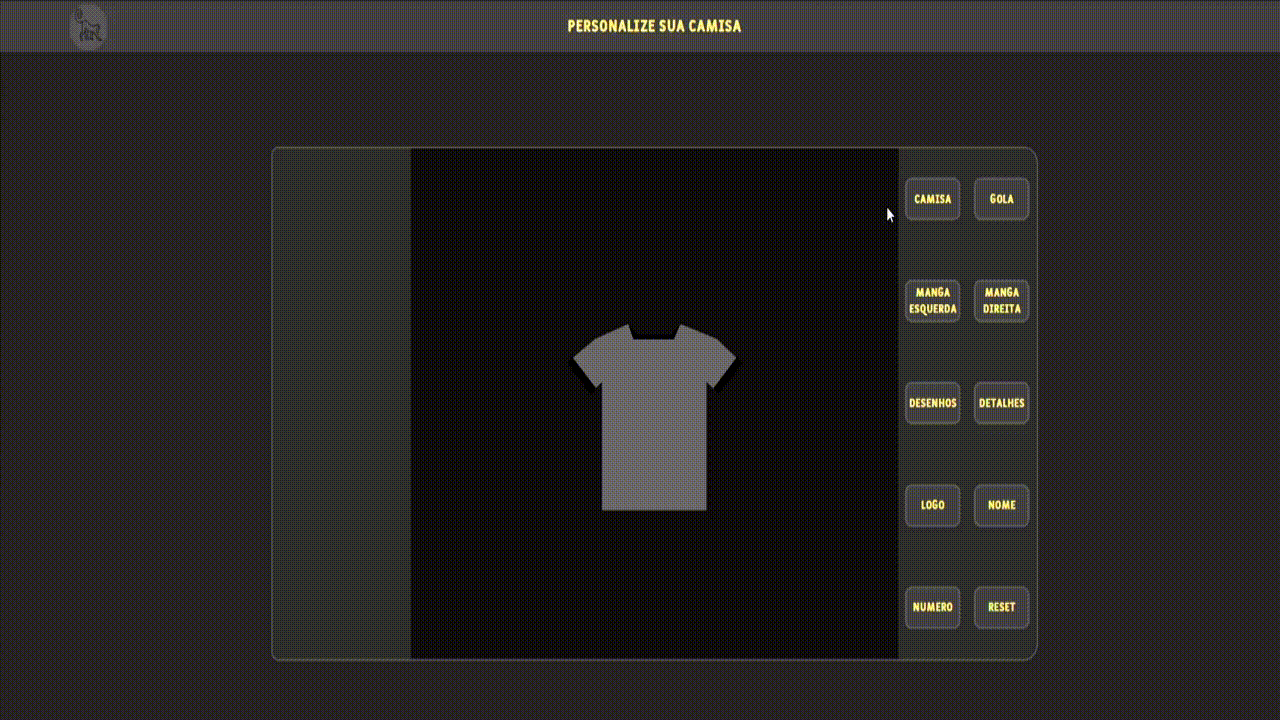 PERSONALIZE SUA CAMISA
CAMISA
GOLA
MANGA
ESQUERDA
MANGA
DIREITA
DESENHOS
DETALHES
LOGO
NOME
NUMERO
RESET